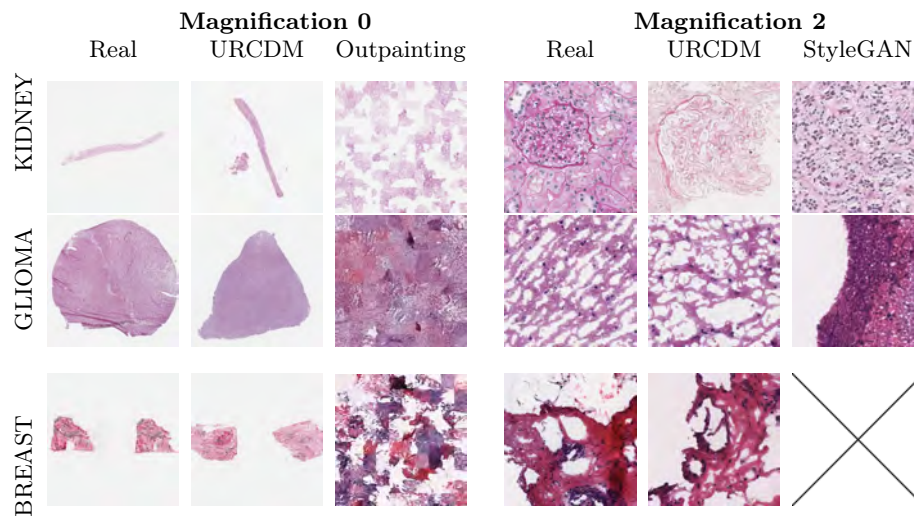 Magnification 0 Magnification 2
Real URCDM Outpainting Real URCDM StyleGAN
KIDNEY
GLIOMA
BREAST